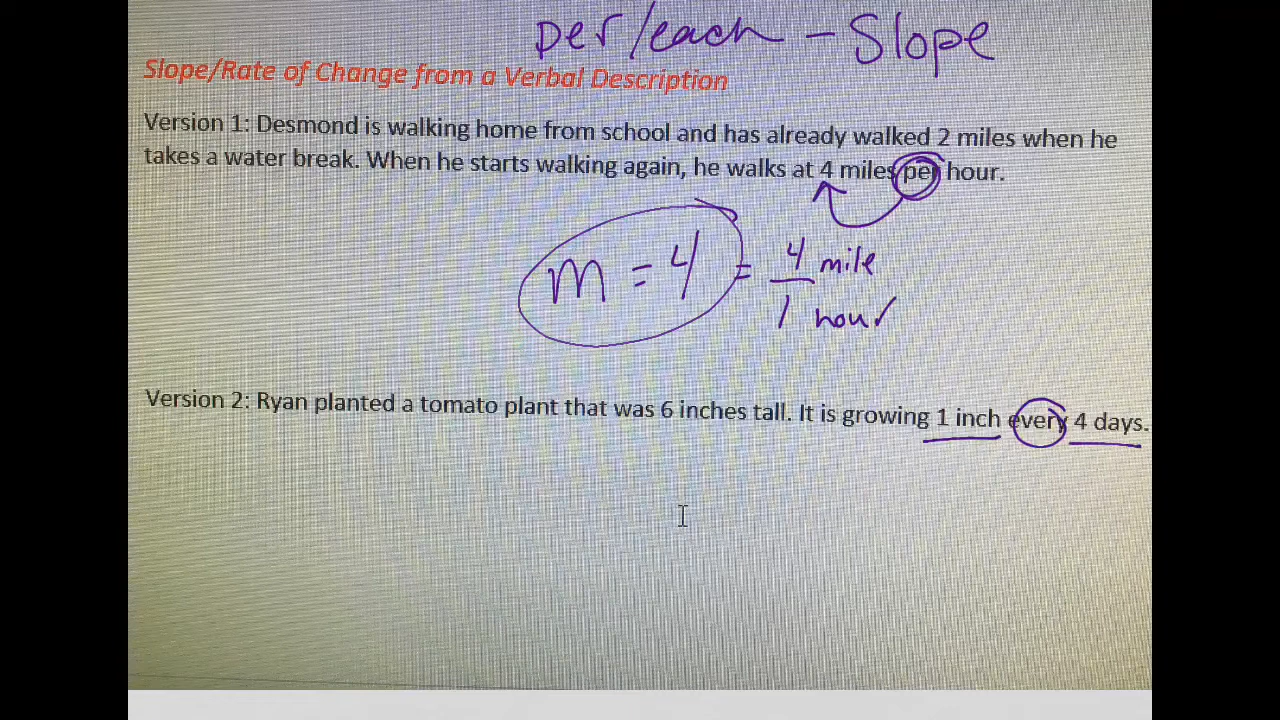 per/each - Slope
Slope/Rate of Change from a Verbal Description
Version 1: Desmond is walking home from school and has already walked 2 miles when he
takes a water break. When he starts walking again, he walks at 4 miles per hour.
m = 4 = 4 mile
1 hour
Version 2: Ryan planted a tomato plant that was 6 inches tall. It is growing 1 inch every 4 days.